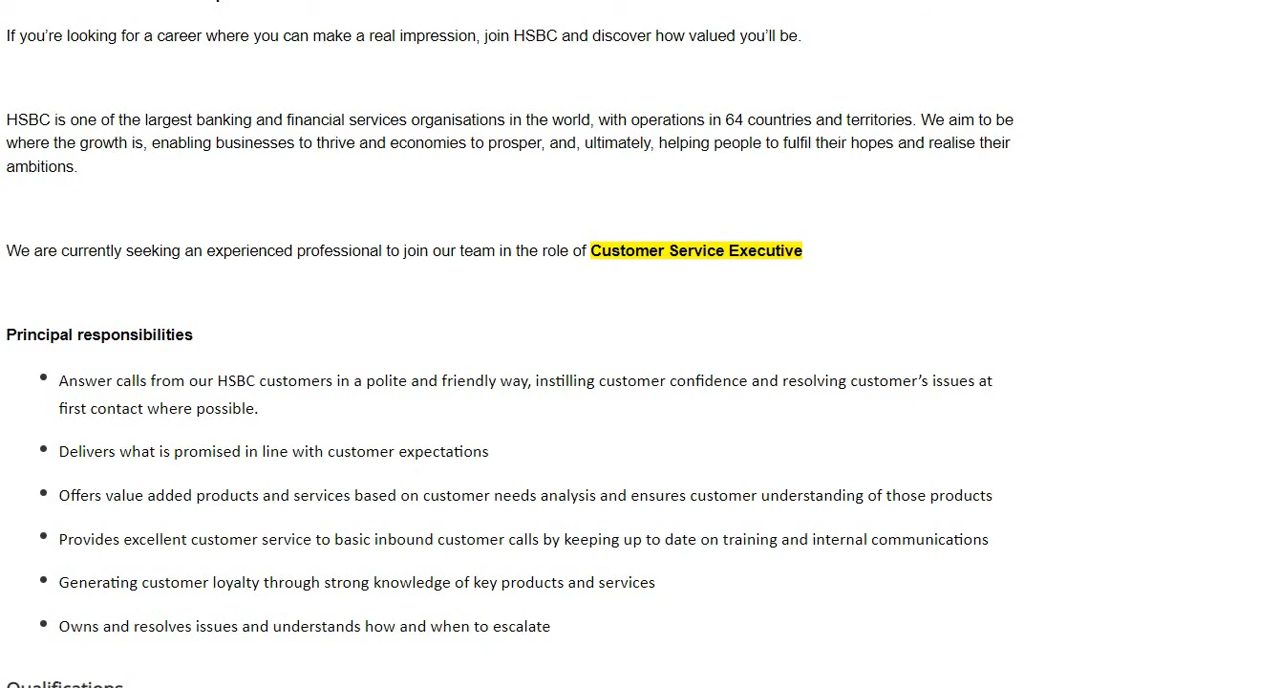 If you're looking for a career where you can make a real impression, join HSBC and discover how valued you'll be.
HSBC is one of the largest banking and financial services organisations in the world, with operations in 64 countries and territories. We aim to be
where the growth is, enabling businesses to thrive and economies to prosper, and, ultimately, helping people to fulfil their hopes and realise their
ambitions.
We are currently seeking an experienced professional to join our team in the role of Customer Service Executive
Principal responsibilities
• Answer calls from our HSBC customers in a polite and friendly way, instilling customer confidence and resolving customer's issues at
first contact where possible.
• Delivers what is promised in line with customer expectations
• Offers value added products and services based on customer needs analysis and ensures customer understanding of those products
• Provides excellent customer service to basic inbound customer calls by keeping up to date on training and internal communications
• Generating customer loyalty through strong knowledge of key products and services
• Owns and resolves issues and understands how and when to escalate
Qualifications